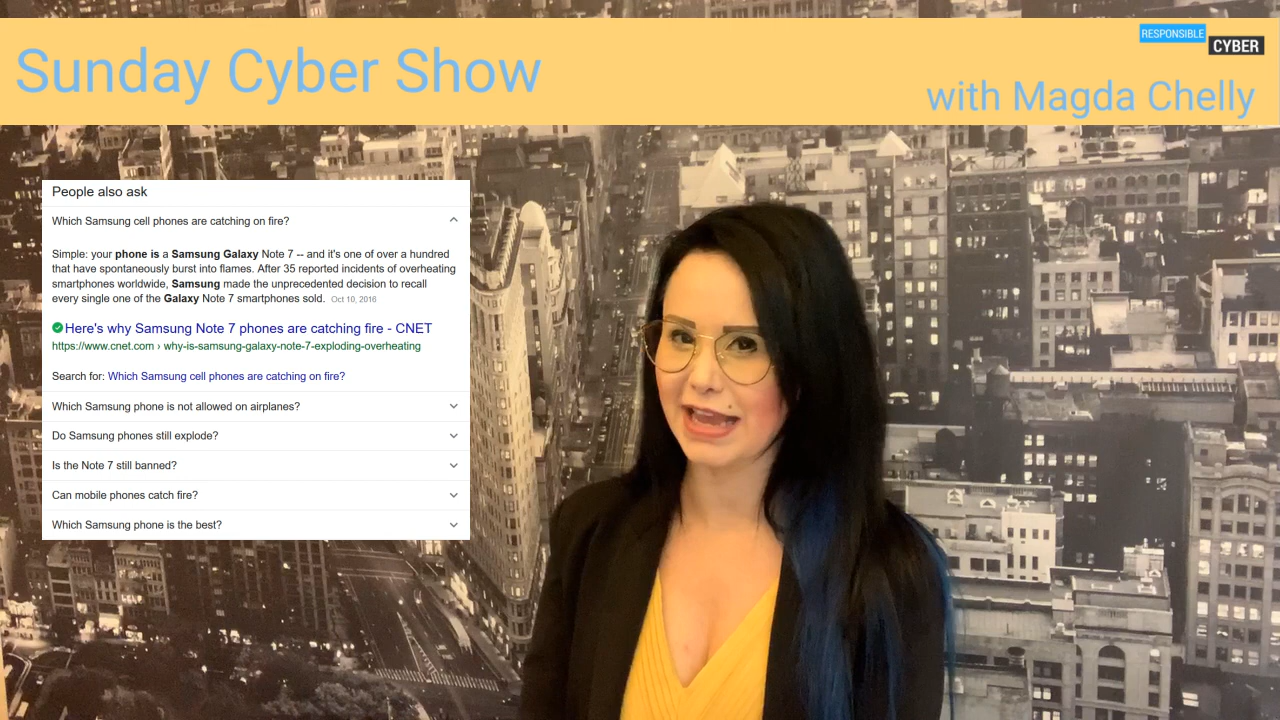 Sunday Cyber Show
RESPONSIBLE
CYBER
with Magda Chelly
People also ask
Which Samsung cell phones are catching on fire?
Simple: your phone is a Samsung Galaxy Note 7 -- and it's one of over a hundred
that have spontaneously burst into flames. After 35 reported incidents of overheating
smartphones worldwide, Samsung made the unprecedented decision to recall
every single one of the Galaxy Note 7 smartphones sold. Oct 10, 2016
Here's why Samsung Note 7 phones are catching fire - CNET
https://www.cnet.com › why-is-samsung-galaxy-note-7-exploding-overheating
Search for: Which Samsung cell phones are catching on fire?
Which Samsung phone is not allowed on airplanes?
Do Samsung phones still explode?
Is the Note 7 still banned?
Can mobile phones catch fire?
Which Samsung phone is the best?